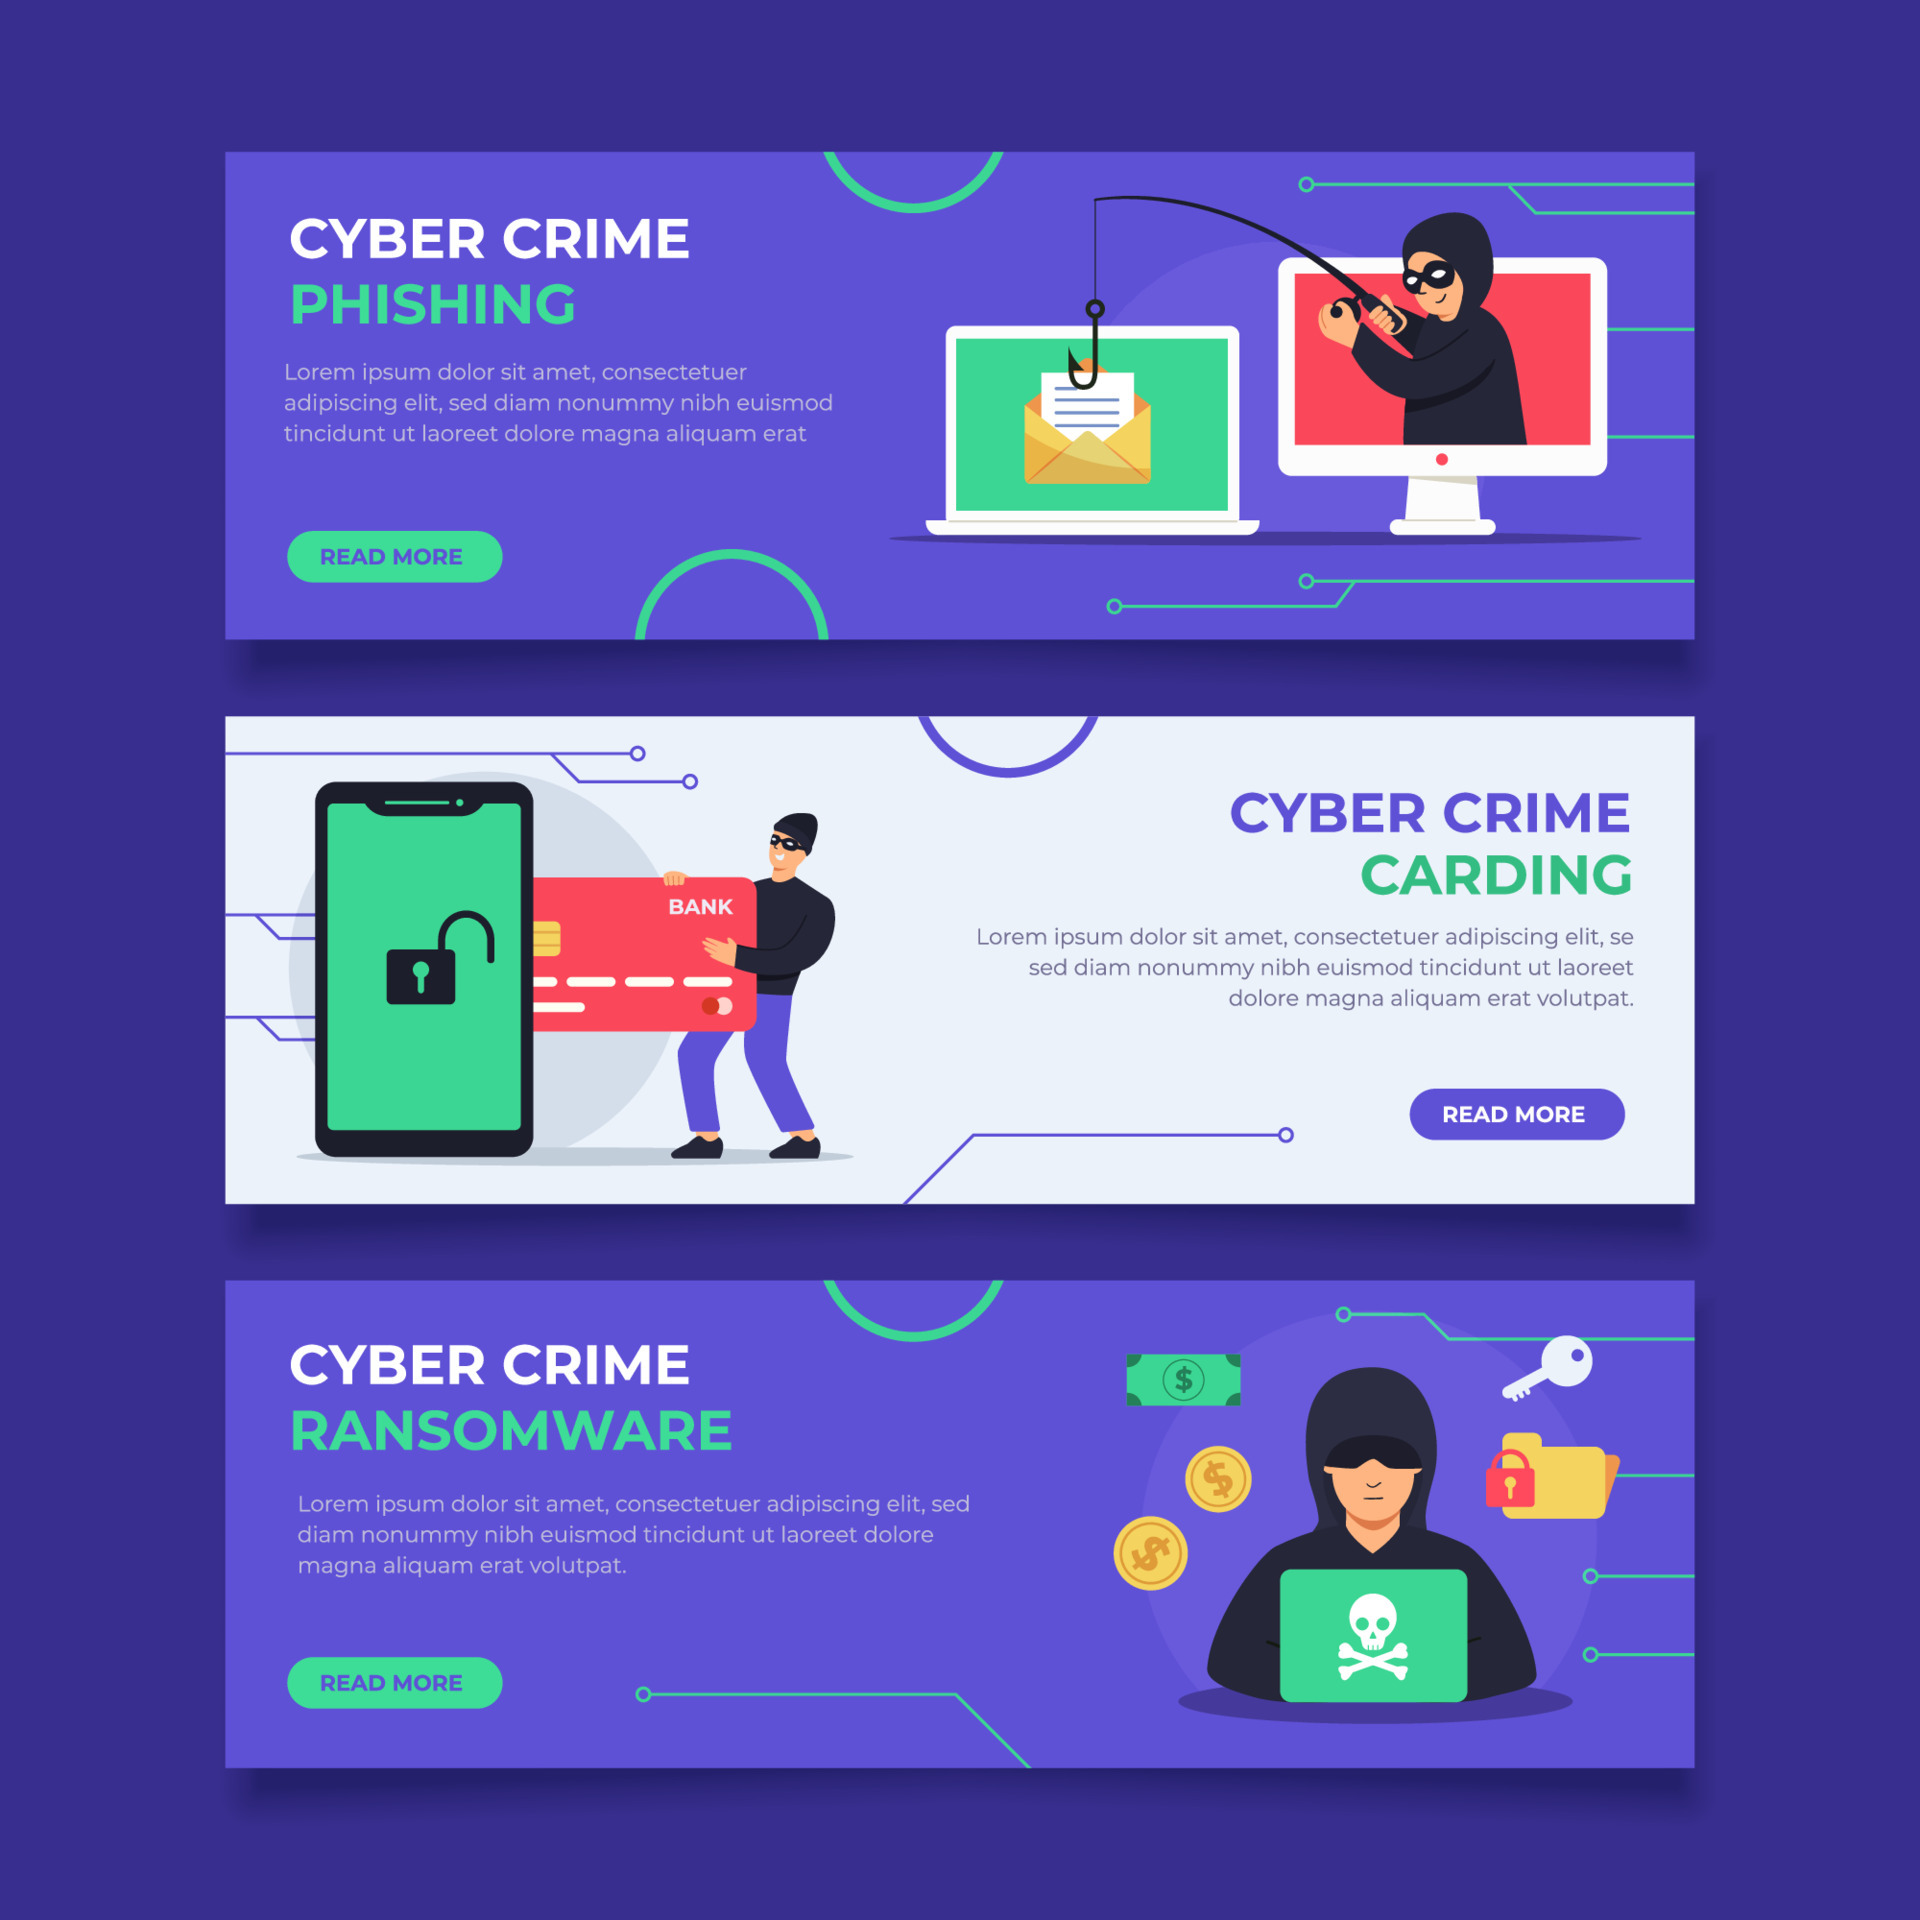 CYBER CRIME
PHISHING
Lorem ipsum dolor sit amet, consectetuer
adipiscing elit, sed diam nonummy nibh euismod
tincidunt ut laoreet dolore magna aliquam erat
READ MORE
BANK
CYBER CRIME
CARDING
Lorem ipsum dolor sit amet, consectetuer adipiscing elit, se
sed diam nonummy nibh euismod tincidunt ut laoreet
dolore magna aliquam erat volutpat.
READ MORE
CYBER CRIME
RANSOMWARE
Lorem ipsum dolor sit amet, consectetuer adipiscing elit, sed
diam nonummy nibh euismod tincidunt ut laoreet dolore
magna aliquam erat volutpat.
READ MORE
$
$
$